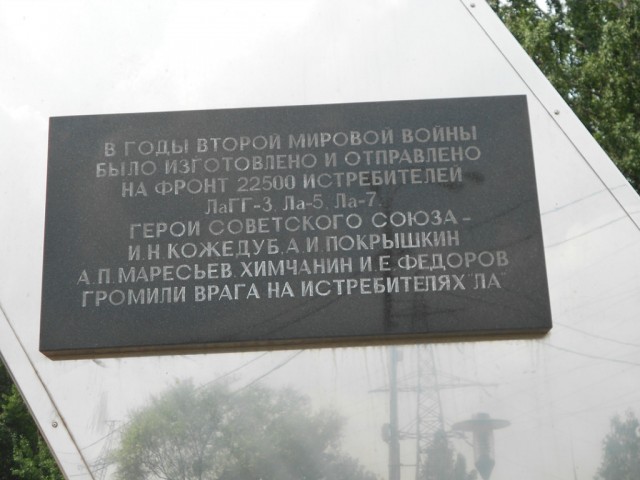 В ГОДЫ ВТОРОЙ МИРОВОЙ ВОЙНЫ
БЫЛО ИЗГОТОВЛЕНО И ОТПРАВЛЕНО
НА ФРОНТ 22500 ИСТРЕБИТЕЛЕЙ
ЛаГГ-3, Ла-5, Ла-7.
ГЕРОИ СОВЕТСКОГО СОЮЗА -
И.Н.КОЖЕДУБ, А.И.ПОКРЫШКИН
А.П.МАРЕСЬЕВ, ХИМЧАНИН И.Е.ФЕДОРОВ
ГРОМИЛИ ВРАГА НА ИСТРЕБИТЕЛЯХ "ЛА"